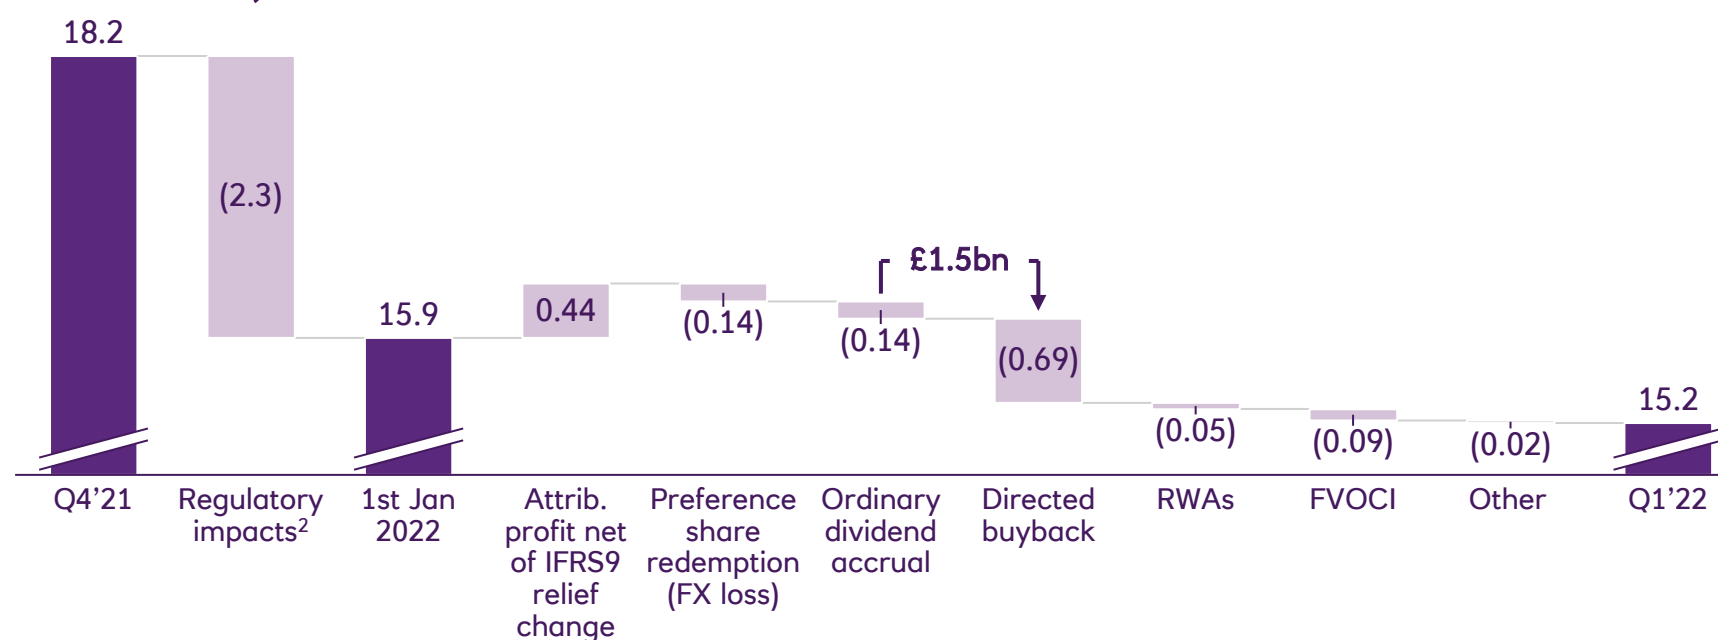 18.2
(2.3)
15.9
0.44
(0.14)
£1.5bn
(0.14)
(0.69)
(0.05)
(0.09)
(0.02)
15.2
Q4’21
Regulatory
impacts²
1st Jan
2022
Attrib.
profit net
of IFRS9
relief
change
Preference
share
redemption
(FX loss)
Ordinary
dividend
accrual
Directed
buyback
RWAs
FVOCI
Other
Q1’22